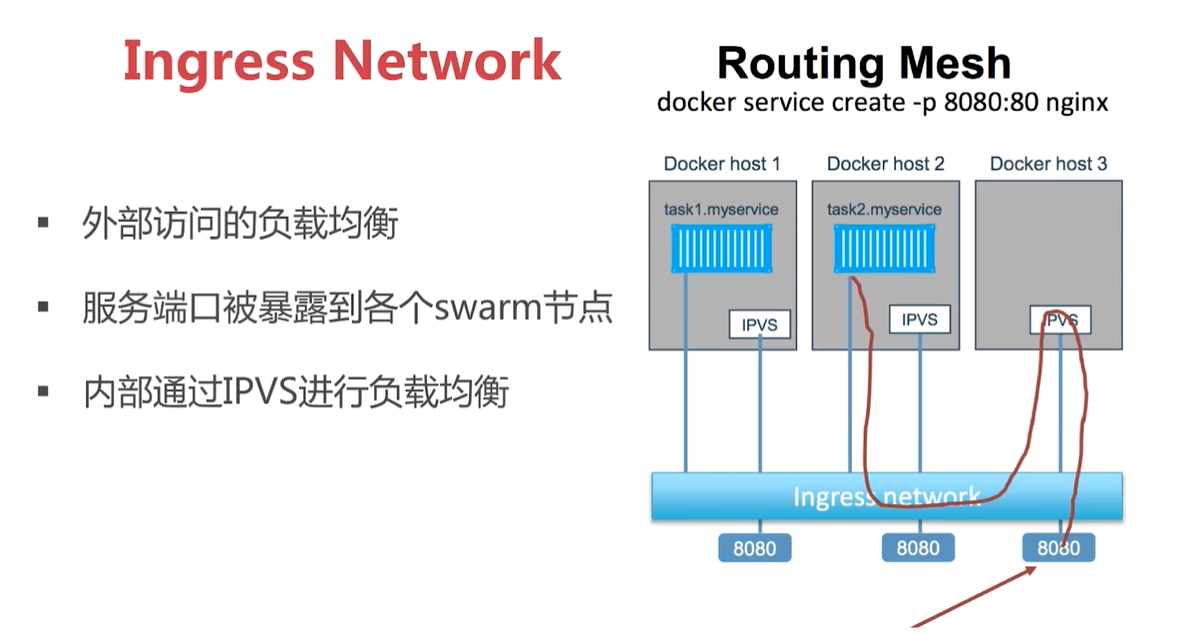 Ingress Network
▪ 外部访问的负载均衡
▪ 服务端口被暴露到各个swarm节点
▪ 内部通过IPVS进行负载均衡
Routing Mesh
docker service create -p 8080:80 nginx
Docker host 1
Docker host 2
Docker host 3
task1.myservice
task2.myservice
IPVS
IPVS
IPVS
Ingress network
8080
8080
8080